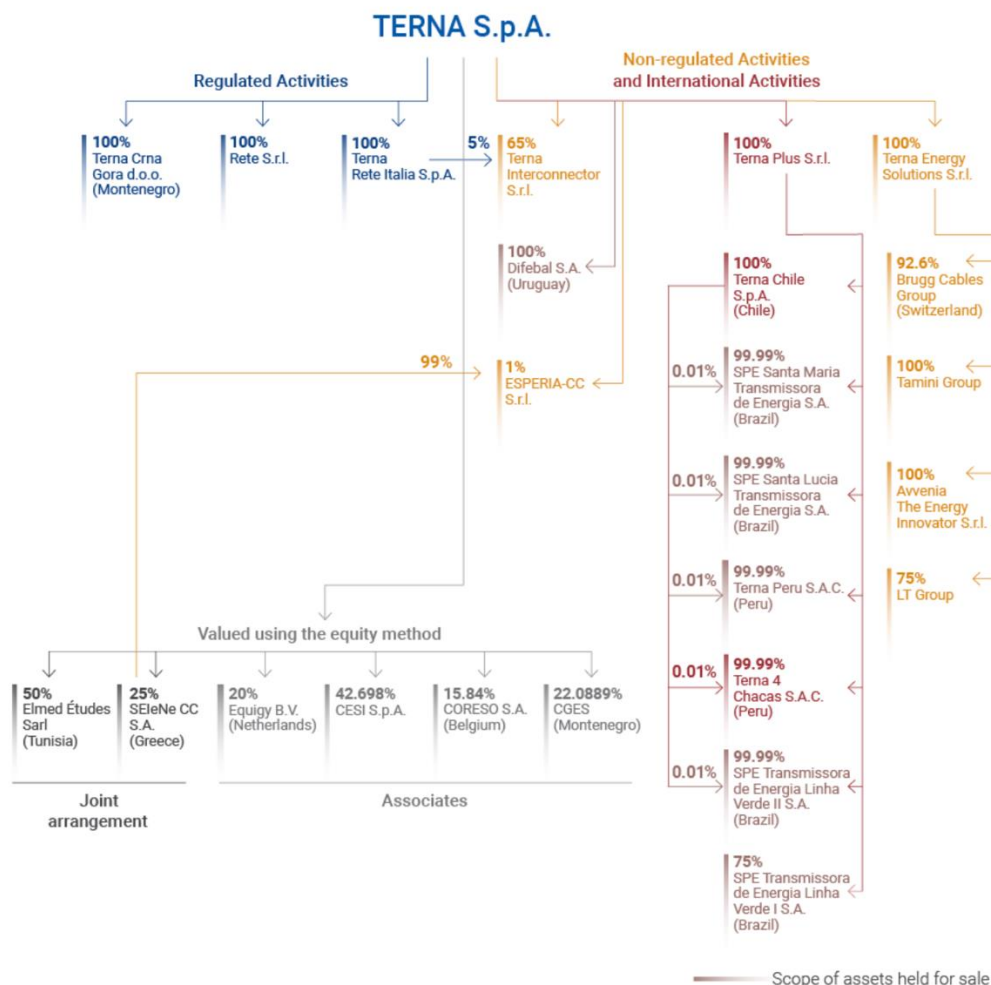 TERNA S.p.A.
Regulated Activities
Non-regulated Activities
and International Activities
100%
Terna Crna
Gora d.o.o.
(Montenegro)
100%
Rete S.r.l.
100%
Terna
Rete Italia S.p.A.
5%
65%
Terna
Interconnector
S.r.l.
100%
Terna Plus S.r.l.
100%
Terna Energy
Solutions S.r.l.
100%
Difebal S.A.
(Uruguay)
100%
Terna Chile
S.p.A.
(Chile)
92.6%
Brugg Cables
Group
(Switzerland)
99%
1%
ESPERIA-CC
S.r.l.
0.01%
99.99%
SPE Santa Maria
Transmissora
de Energia S.A.
(Brazil)
100%
Tamini Group
0.01%
99.99%
SPE Santa Lucia
Transmissora
de Energia S.A.
(Brazil)
100%
Avvenia
The Energy
Innovator S.r.l.
0.01%
99.99%
Terna Peru S.A.C.
(Peru)
75%
LT Group
Valued using the equity method
50%
Elmed Études
Sarl
(Tunisia)
25%
SEleNe CC
S.A.
(Greece)
20%
Equigy B.V.
(Netherlands)
42.698%
CESI S.p.A.
15.84%
CORESO S.A.
(Belgium)
22.0889%
CGES
(Montenegro)
0.01%
99.99%
Terna 4
Chacas S.A.C.
(Peru)
Joint
arrangement
Associates
0.01%
99.99%
SPE Transmissora
de Energia Linha
Verde II S.A.
(Brazil)
75%
SPE Transmissora
de Energia Linha
Verde I S.A.
(Brazil)
Scope of assets held for sale